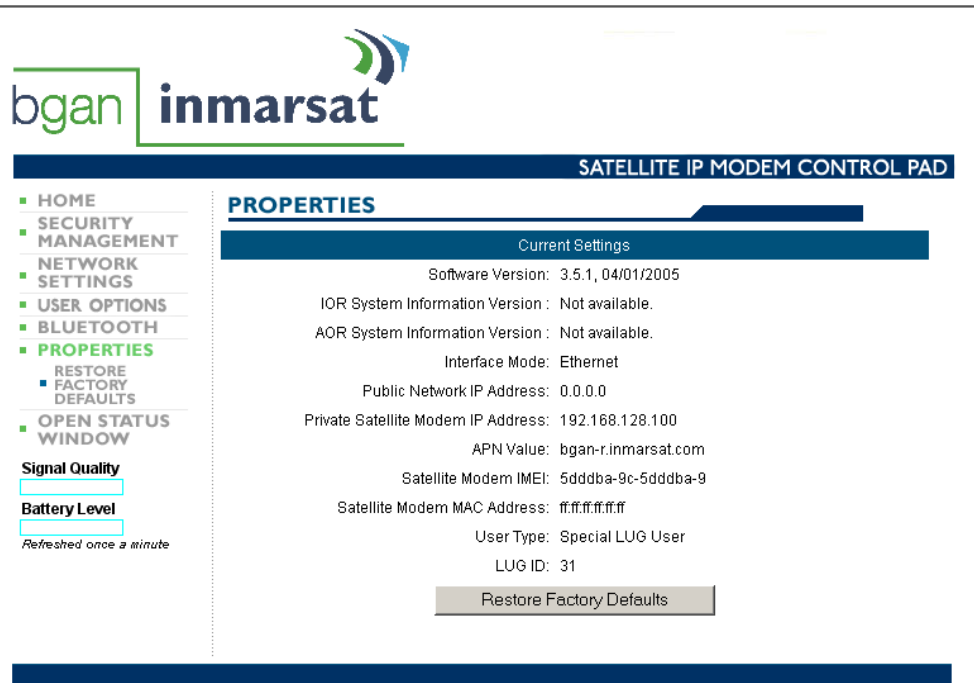 bgan inmarsat
SATELLITE IP MODEM CONTROL PAD
HOME
SECURITY
MANAGEMENT
NETWORK
SETTINGS
USER OPTIONS
BLUETOOTH
PROPERTIES
RESTORE
FACTORY
DEFAULTS
OPEN STATUS
WINDOW
Signal Quality
Battery Level
Refreshed once a minute
PROPERTIES
Current Settings
Software Version: 3.5.1, 04/01/2005
IOR System Information Version : Not available.
AOR System Information Version : Not available.
Interface Mode: Ethernet
Public Network IP Address: 0.0.0.0
Private Satellite Modem IP Address: 192.168.128.100
APN Value: bgan-r.inmarsat.com
Satellite Modem IMEI: 5dddba-9c-5dddba-9
Satellite Modem MAC Address: ff.ff.ff.ff.ff.ff
User Type: Special LUG User
LUG ID: 31
Restore Factory Defaults